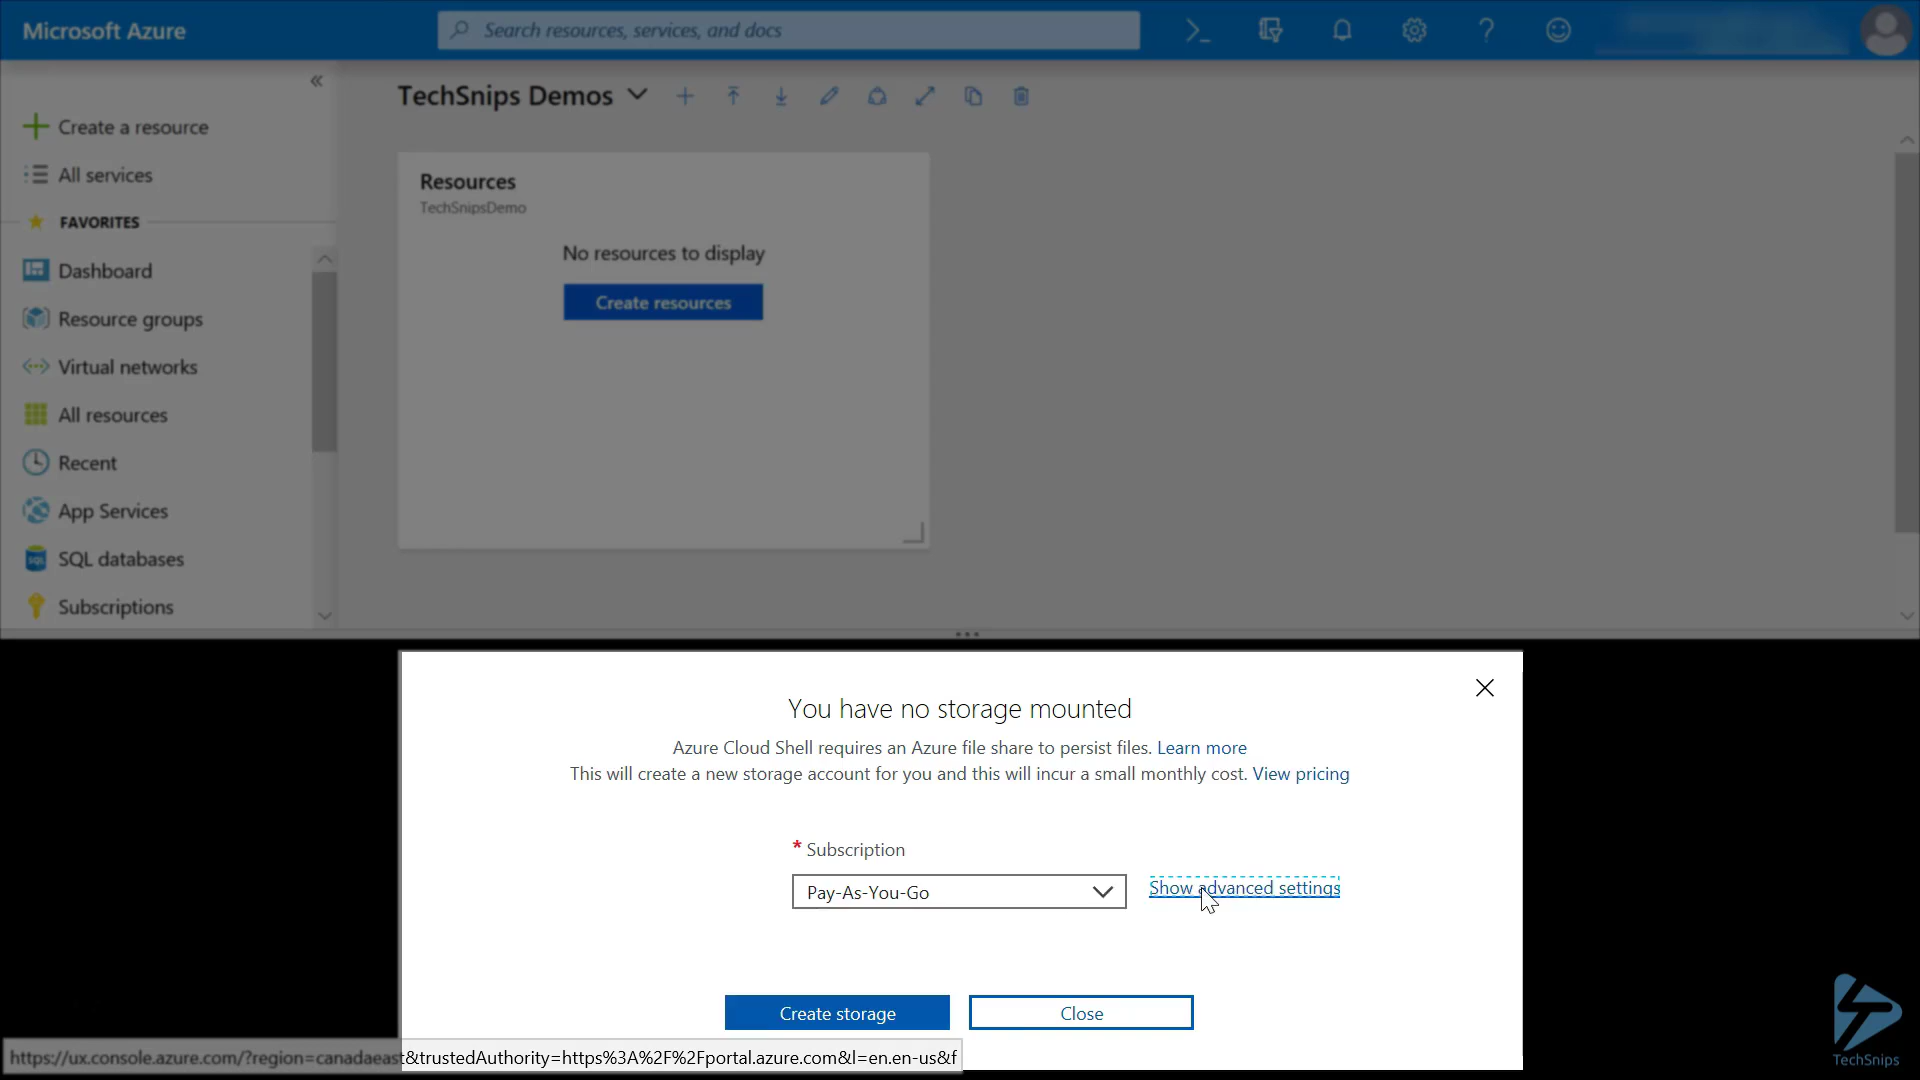 Microsoft Azure
Search resources, services, and docs
Create a resource
All services
FAVORITES
Dashboard
Resource groups
Virtual networks
All resources
Recent
App Services
SQL databases
Subscriptions
TechSnips Demos
Resources
TechSnipsDemo
No resources to display
Create resources
You have no storage mounted
Azure Cloud Shell requires an Azure file share to persist files. Learn more
This will create a new storage account for you and this will incur a small monthly cost. View pricing
* Subscription
Pay-As-You-Go
Show advanced settings
Create storage
Close
https://ux.console.azure.com/?region=canadaeast&trustedAuthority=https%3A%2F%2Fportal.azure.com&l=en.en-us&f
TechSnips